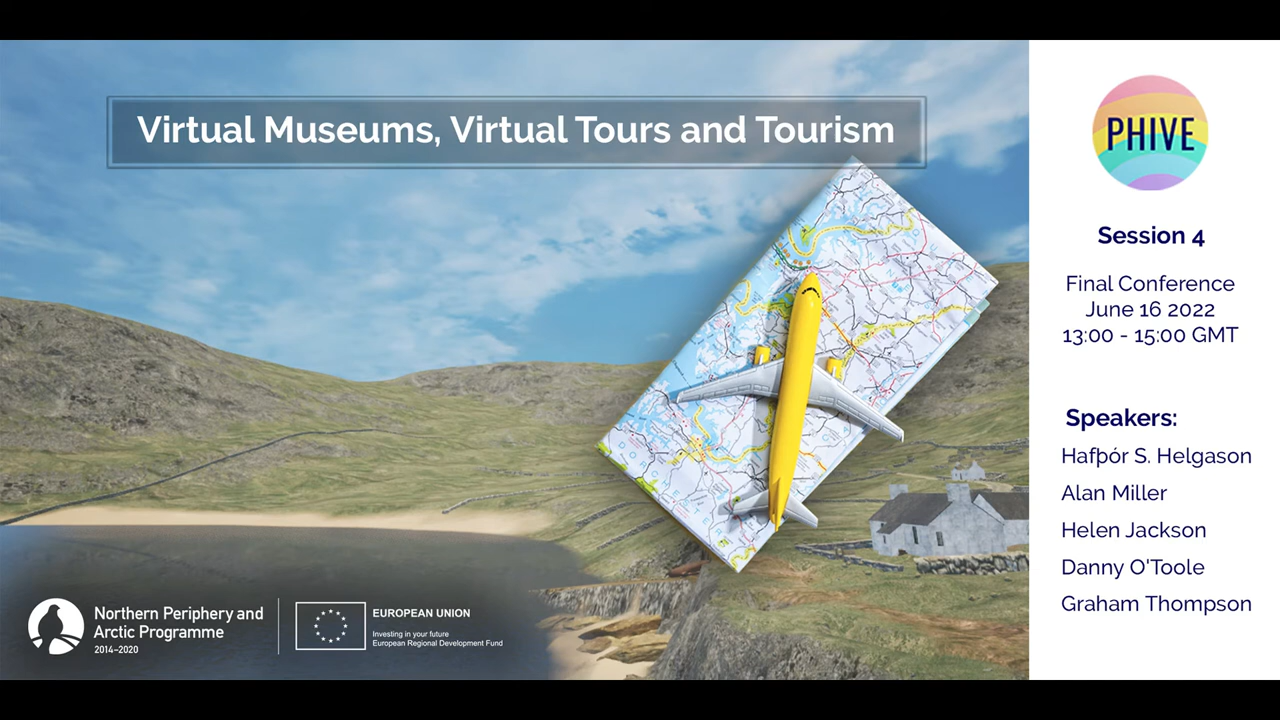 Virtual Museums, Virtual Tours and Tourism
PHIVE
Session 4
Final Conference
June 16 2022
13:00 - 15:00 GMT
Speakers:
Hafþór S. Helgason
Alan Miller
Helen Jackson
Danny O'Toole
Graham Thompson
Northern Periphery and
Arctic Programme
2014-2020
EUROPEAN UNION
Investing in your future
European Regional Development Fund